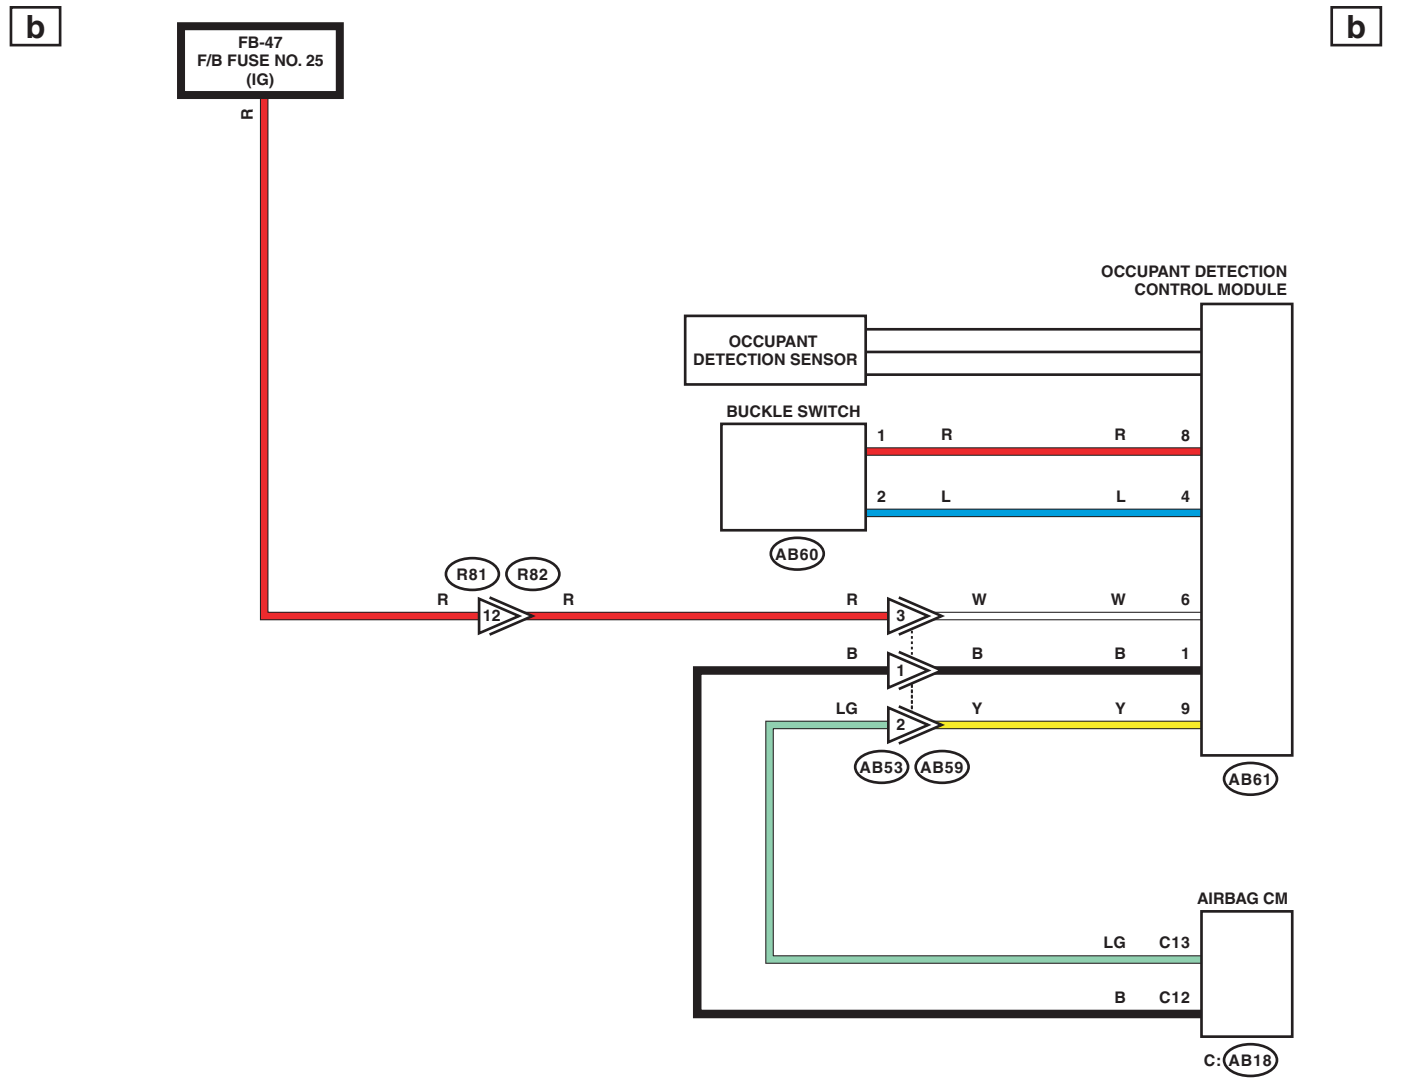 b
b
FB-47
F/B FUSE NO. 25
(IG)
R
OCCUPANT DETECTION
CONTROL MODULE
OCCUPANT
DETECTION SENSOR
BUCKLE SWITCH
1 R R 8
2 L L 4
AB60
R81 R82
R 12 R R 3 W W 6
B 1 B B 1
LG 2 Y Y 9
AB53 AB59
AB61
AIRBAG CM
LG C13
B C12
C: AB18